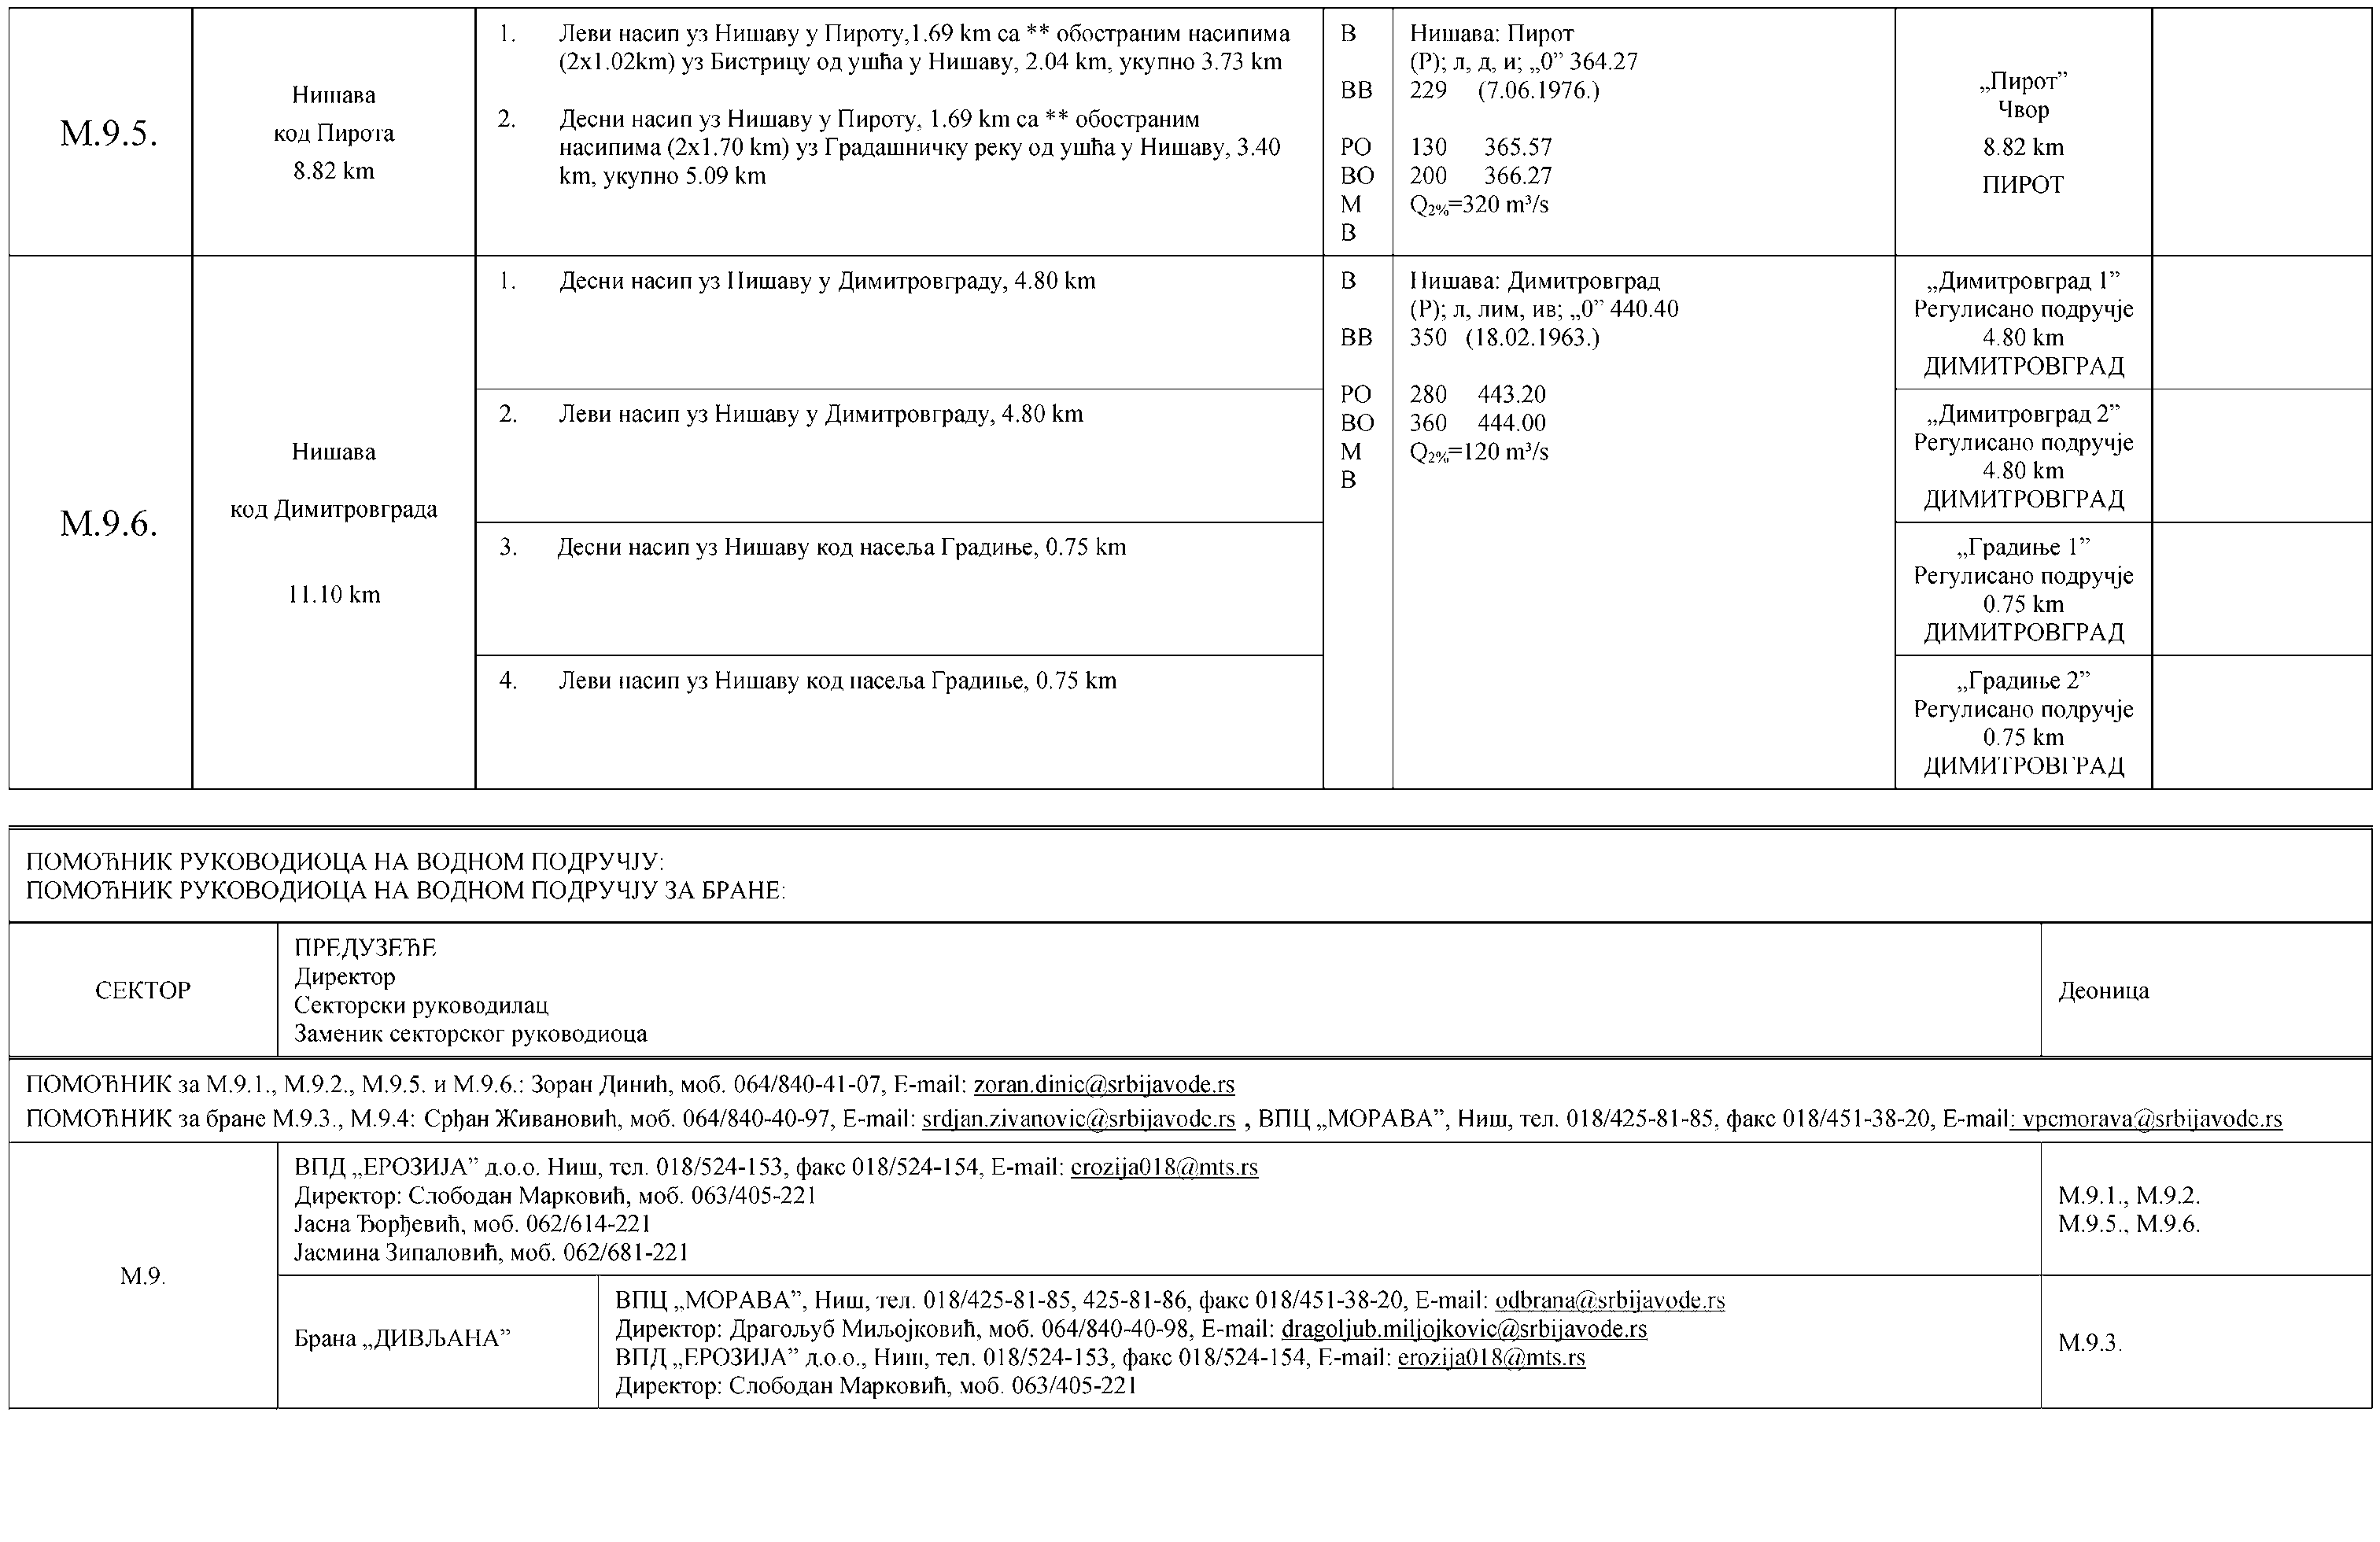 М.9.5.
Нишава
код Пирота
8.82 km
1. Леви насип уз Нишаву у Пироту,1.69 km са ** обостраним насипима
(2x1.02km) уз Бистрицу од ушћа у Нишаву, 2.04 km, укупно 3.73 km
2. Десни насип уз Нишаву у Пироту, 1.69 km са ** обостраним
насипима (2x1.70 km) уз Градашничку реку од ушћа у Нишаву, 3.40
km, укупно 5.09 km
В Нишава: Пирот
(Р); л, д, и; „0” 364.27
ВВ 229 (7.06.1976.)
РО 130 365.57
ВО 200 366.27
М Q2%=320 m³/s
В
„Пирот”
Чвор
8.82 km
ПИРОТ
М.9.6.
Нишава
код Димитровграда
11.10 km
1. Десни насип уз Нишаву у Димитровграду, 4.80 km
2. Леви насип уз Нишаву у Димитровграду, 4.80 km
3. Десни насип уз Нишаву код насеља Градиње, 0.75 km
4. Леви насип уз Нишаву код насеља Градиње, 0.75 km
В Нишава: Димитровград
(Р); л, лим, ив; „0” 440.40
ВВ 350 (18.02.1963.)
РО 280 443.20
ВО 360 444.00
М Q2%=120 m³/s
В
„Димитровград 1”
Регулисано подручје
4.80 km
ДИМИТРОВГРАД
„Димитровград 2”
Регулисано подручје
4.80 km
ДИМИТРОВГРАД
„Градиње 1”
Регулисано подручје
0.75 km
ДИМИТРОВГРАД
„Градиње 2”
Регулисано подручје
0.75 km
ДИМИТРОВГРАД
ПОМОЋНИК РУКОВОДИОЦА НА ВОДНОМ ПОДРУЧЈУ:
ПОМОЋНИК РУКОВОДИОЦА НА ВОДНОМ ПОДРУЧЈУ ЗА БРАНЕ:
СЕКТОР
ПРЕДУЗЕЋЕ
Директор
Секторски руководилац
Заменик секторског руководиоца
Деоница
ПОМОЋНИК за М.9.1., М.9.2., М.9.5. и М.9.6.: Зоран Динић, моб. 064/840-41-07, E-mail: zoran.dinic@srbijavode.rs
ПОМОЋНИК за бране М.9.3., М.9.4: Срђан Живановић, моб. 064/840-40-97, E-mail: srdjan.zivanovic@srbijavode.rs , ВПЦ „МОРАВА”, Ниш, тел. 018/425-81-85, факс 018/451-38-20, E-mail: vpcmorava@srbijavode.rs
М.9.
ВПД „ЕРОЗИЈА” д.о.о. Ниш, тел. 018/524-153, факс 018/524-154, E-mail: erozija018@mts.rs
Директор: Слободан Марковић, моб. 063/405-221
Јасна Ђорђевић, моб. 062/614-221
Јасмина Зипаловић, моб. 062/681-221
М.9.1., М.9.2.
М.9.5., М.9.6.
Брана „ДИВЉАНА”
ВПЦ „МОРАВА”, Ниш, тел. 018/425-81-85, 425-81-86, факс 018/451-38-20, E-mail: odbrana@srbijavode.rs
Директор: Драгољуб Миљојковић, моб. 064/840-40-98, E-mail: dragoljub.miljojkovic@srbijavode.rs
ВПД „ЕРОЗИЈА” д.о.о., Ниш, тел. 018/524-153, факс 018/524-154, E-mail: erozija018@mts.rs
Директор: Слободан Марковић, моб. 063/405-221
М.9.3.